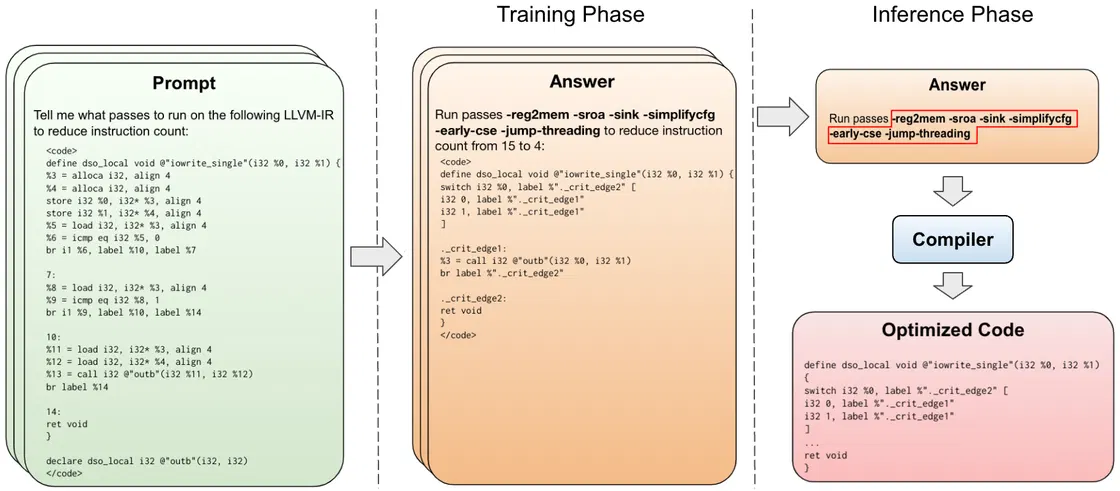 Training Phase
Inference Phase
Prompt
Tell me what passes to run on the following LLVM-IR
to reduce instruction count:
<code>
define dso_local void @"iowrite_single"(i32 %0, i32 %1) {
%3 = alloca i32, align 4
%4 = alloca i32, align 4
store i32 %0, i32* %3, align 4
store i32 %1, i32* %4, align 4
%5 = load i32, i32* %3, align 4
%6 = icmp eq i32 %5, 0
br i1 %6, label %10, label %7
7:
%8 = load i32, i32* %3, align 4
%9 = icmp eq i32 %8, 1
br i1 %9, label %10, label %14
10:
%11 = load i32, i32* %3, align 4
%12 = load i32, i32* %4, align 4
%13 = call i32 @"outb"(i32 %11, i32 %12)
br label %14
14:
ret void
}
declare dso_local i32 @"outb"(i32, i32)
</code>
Answer
Run passes -reg2mem -sroa -sink -simplifycfg
-early-cse -jump-threading to reduce instruction
count from 15 to 4:
<code>
define dso_local void @"iowrite_single"(i32 %0, i32 %1) {
switch i32 %0, label %"._crit_edge2" [
i32 0, label %"._crit_edge1"
i32 1, label %"._crit_edge1"
]
._crit_edge1:
%3 = call i32 @"outb"(i32 %0, i32 %1)
br label %"._crit_edge2"
._crit_edge2:
ret void
}
</code>
Answer
Run passes -reg2mem -sroa -sink -simplifycfg
-early-cse -jump-threading
Compiler
Optimized Code
define dso_local void @"iowrite_single"(i32 %0, i32 %1)
{
switch i32 %0, label %"._crit_edge2" [
i32 0, label %"._crit_edge1"
i32 1, label %"._crit_edge1"
]
...
ret void
}